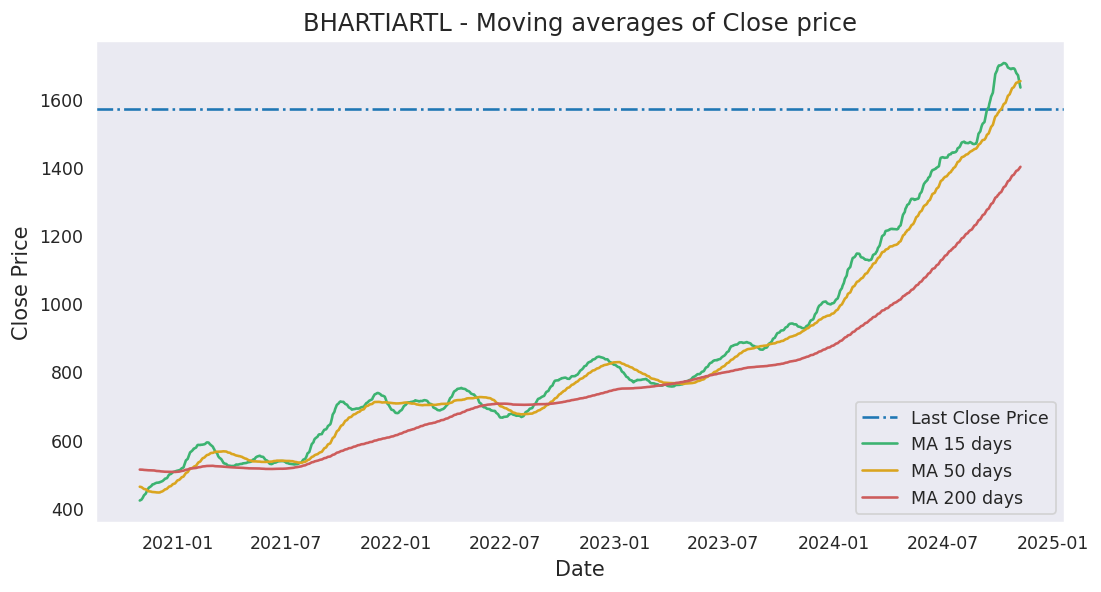 BHARTIARTL - Moving averages of Close price
Close Price
1600
1400
1200
1000
800
600
400
Last Close Price
MA 15 days
MA 50 days
MA 200 days
2021-01 2021-07 2022-01 2022-07 2023-01 2023-07 2024-01 2024-07 2025-01
Date